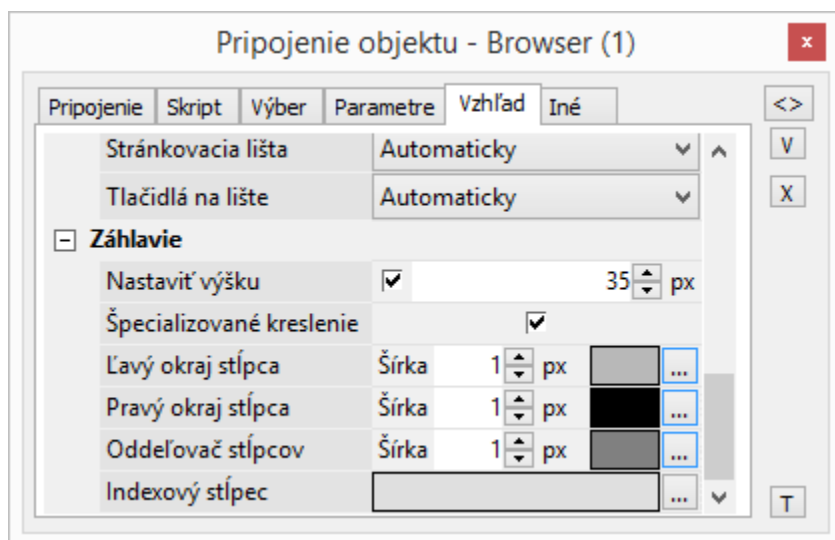 Pripojenie objektu - Browser (1)
x
Pripojenie Skript Výber Parametre Vzhľad Iné
<>
Stránkovacia lišta Automaticky
V
Tlačidlá na lište Automaticky
X
Záhlavie
Nastaviť výšku 35 px
Špecializované kreslenie
Ľavý okraj stĺpca Šírka 1 px ...
Pravý okraj stĺpca Šírka 1 px ...
Oddeľovač stĺpcov Šírka 1 px ...
Indexový stĺpec ...
T